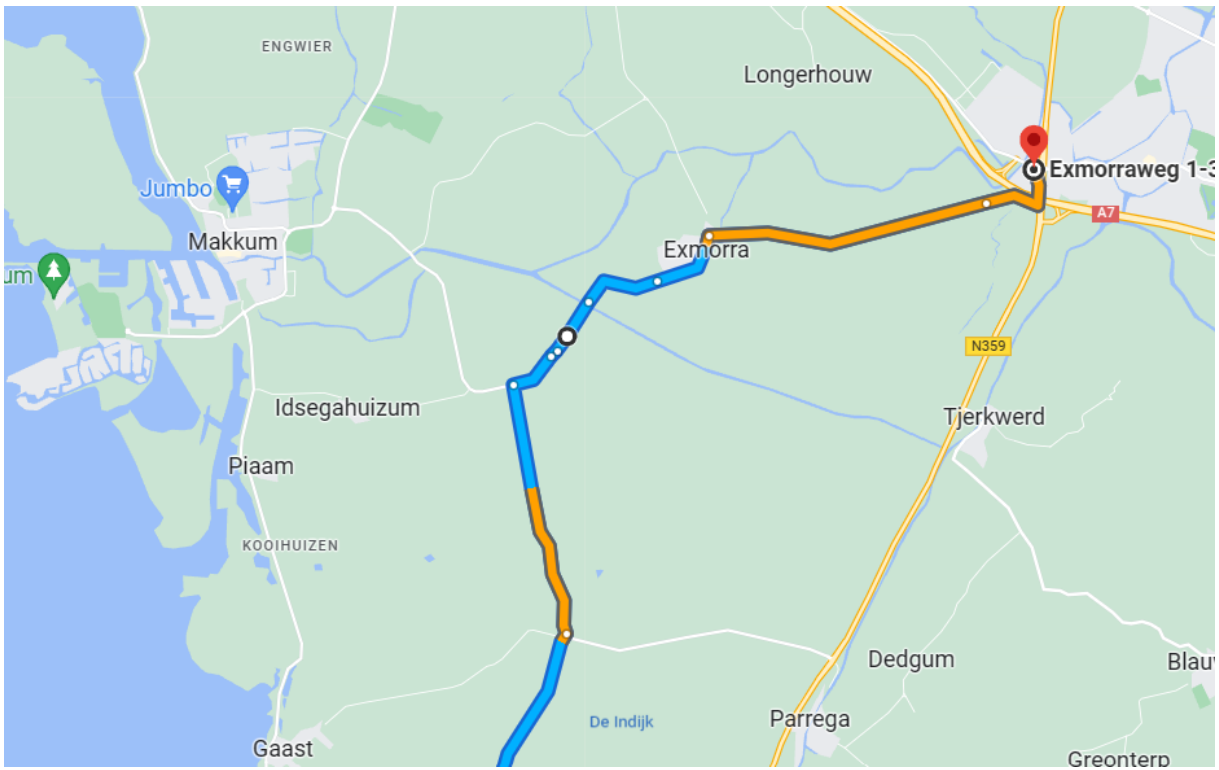 ENGWIER
Longerhouw
Jumbo
Exmorraweg 1-3
A7
Makkum
Exmorra
um
N359
Idsegahuizum
Tjerkwerd
Piaam
KOOIHUIZEN
Dedgum
Blauw
De Indijk
Parrega
Gaast
Greonterp